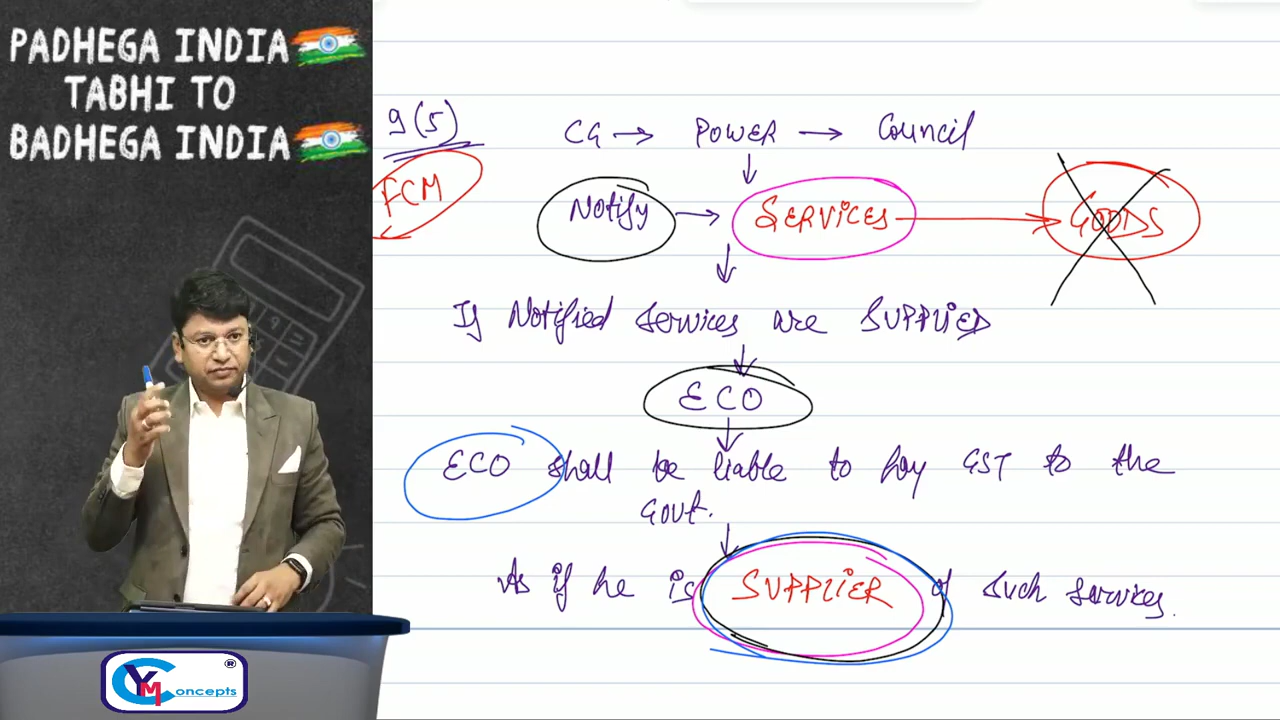 PADHEGA INDIA
TABHI TO
BADHEGA INDIA
9(5)
CG → POWER → Council
FCM
Notify → SERVICES → GOODS
If Notified Services are SUPPLIED
ECO
ECO shall be liable to pay GST to the
Govt.
As if he is SUPPLIER of such services.
YM Concepts ®